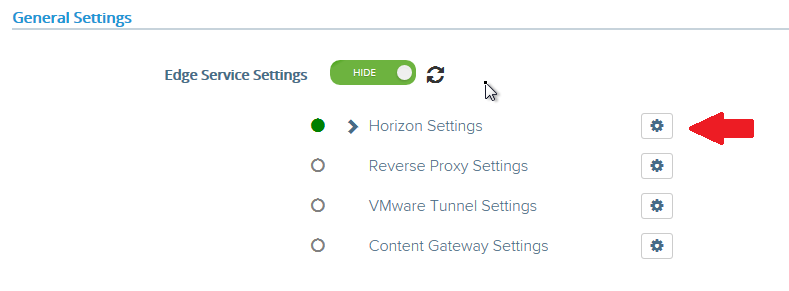 General Settings
Edge Service Settings HIDE
Horizon Settings
Reverse Proxy Settings
VMware Tunnel Settings
Content Gateway Settings